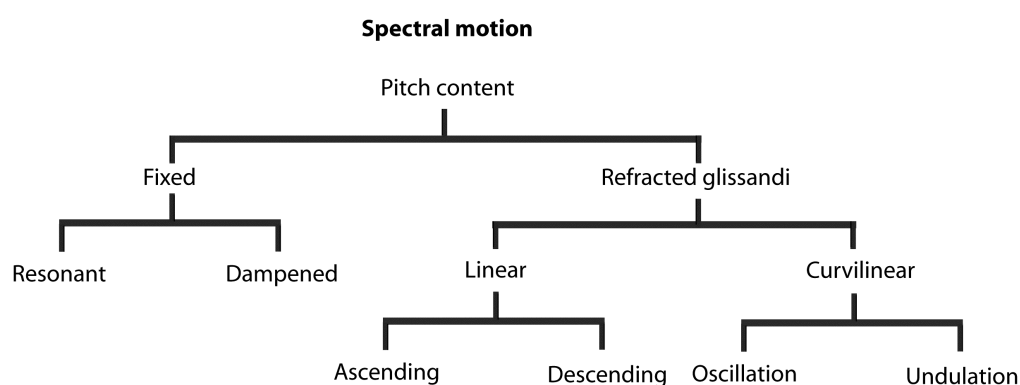 Spectral motion
Pitch content
Fixed
Refracted glissandi
Resonant
Dampened
Linear
Curvilinear
Ascending
Descending
Oscillation
Undulation